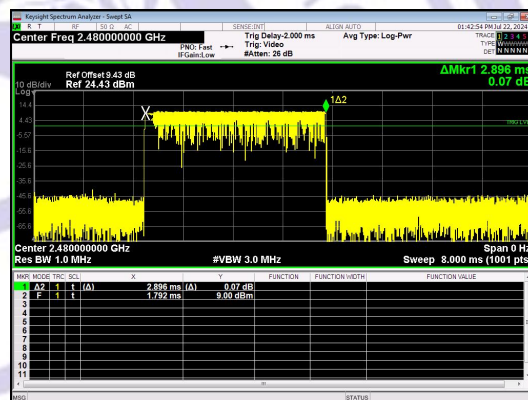 Keysight Spectrum Analyzer - Swept SA
R T RF 50 Ω AC SENSE:INT ALIGN AUTO 01:42:54 PM Jul 22, 2024
Center Freq 2.480000000 GHz
PNO: Fast
IFGain:Low
Trig Delay-2.000 ms
Trig: Video
#Atten: 26 dB
Avg Type: Log-Pwr
TRACE 1 2 3 4 5
TYPE
DET N N N N N
Ref Offset 9.43 dB
Ref 24.43 dBm
10 dB/div
Log
ΔMkr1 2.896 ms
0.07 dB
14.4
1Δ2
4.43
TRIG LVL
-5.57
-15.6
-25.6
-35.6
-45.6
-55.6
-65.6
Center 2.480000000 GHz
Span 0 Hz
Res BW 1.0 MHz
#VBW 3.0 MHz
Sweep 8.000 ms (1001 pts
MKR MODE TRC SCL X Y FUNCTION FUNCTION WIDTH FUNCTION VALUE
1 Δ2 1 t (Δ) 2.896 ms (Δ) 0.07 dB
2 F 1 t 1.792 ms 9.00 dBm
3
4
5
6
7
8
9
10
11
MSG STATUS